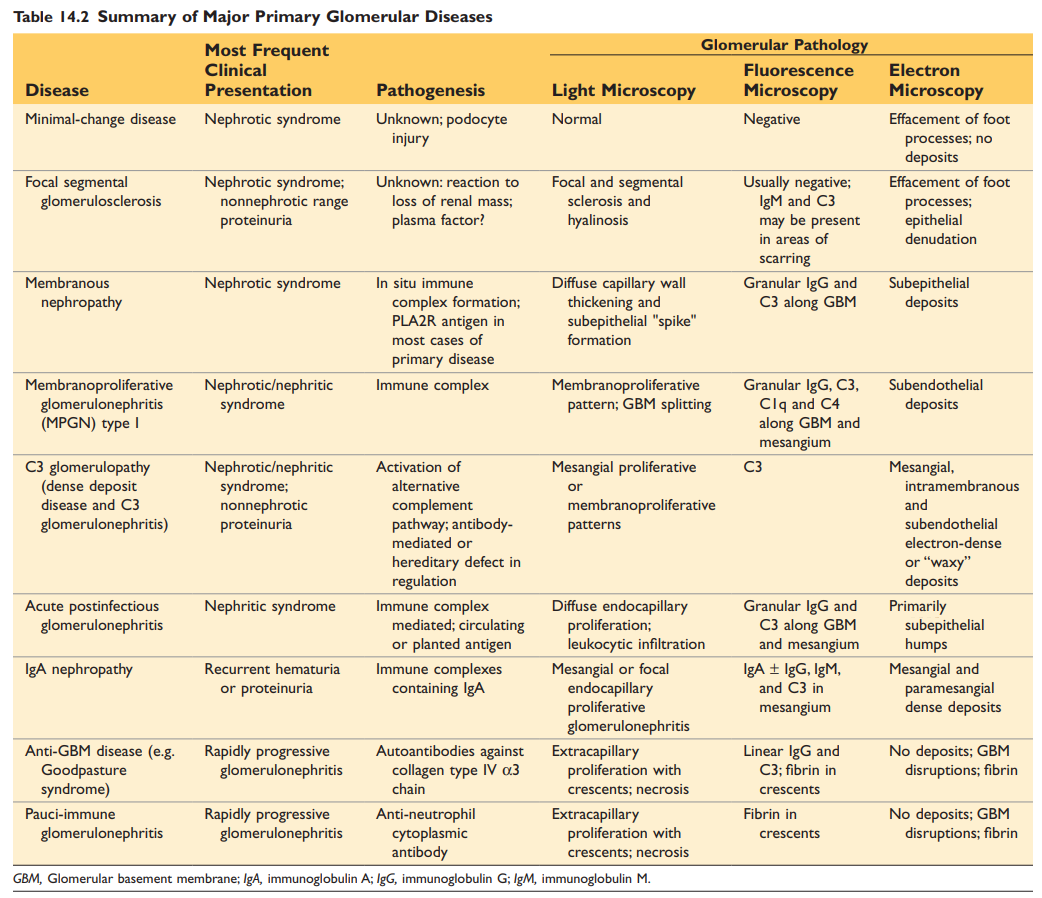 Table 14.2 Summary of Major Primary Glomerular Diseases
Glomerular Pathology
Disease
Most Frequent
Clinical
Presentation
Pathogenesis
Light Microscopy
Fluorescence
Microscopy
Electron
Microscopy
Minimal-change disease
Nephrotic syndrome
Unknown; podocyte
injury
Normal
Negative
Effacement of foot
processes; no
deposits
Focal segmental
glomerulosclerosis
Nephrotic syndrome;
nonnephrotic range
proteinuria
Unknown: reaction to
loss of renal mass;
plasma factor?
Focal and segmental
sclerosis and
hyalinosis
Usually negative;
IgM and C3
may be present
in areas of
scarring
Effacement of foot
processes;
epithelial
denudation
Membranous
nephropathy
Nephrotic syndrome
In situ immune
complex formation;
PLA2R antigen in
most cases of
primary disease
Diffuse capillary wall
thickening and
subepithelial "spike"
formation
Granular IgG and
C3 along GBM
Subepithelial
deposits
Membranoproliferative
glomerulonephritis
(MPGN) type I
Nephrotic/nephritic
syndrome
Immune complex
Membranoproliferative
pattern; GBM splitting
Granular IgG, C3,
C1q and C4
along GBM and
mesangium
Subendothelial
deposits
C3 glomerulopathy
(dense deposit
disease and C3
glomerulonephritis)
Nephrotic/nephritic
syndrome;
nonnephrotic
proteinuria
Activation of
alternative
complement
pathway; antibody-
mediated or
hereditary defect in
regulation
Mesangial proliferative
or
membranoproliferative
patterns
C3
Mesangial,
intramembranous
and
subendothelial
electron-dense
or “waxy”
deposits
Acute postinfectious
glomerulonephritis
Nephritic syndrome
Immune complex
mediated; circulating
or planted antigen
Diffuse endocapillary
proliferation;
leukocytic infiltration
Granular IgG and
C3 along GBM
and mesangium
Primarily
subepithelial
humps
IgA nephropathy
Recurrent hematuria
or proteinuria
Immune complexes
containing IgA
Mesangial or focal
endocapillary
proliferative
glomerulonephritis
IgA ± IgG, IgM,
and C3 in
mesangium
Mesangial and
paramesangial
dense deposits
Anti-GBM disease (e.g.
Goodpasture
syndrome)
Rapidly progressive
glomerulonephritis
Autoantibodies against
collagen type IV α3
chain
Extracapillary
proliferation with
crescents; necrosis
Linear IgG and
C3; fibrin in
crescents
No deposits; GBM
disruptions; fibrin
Pauci-immune
glomerulonephritis
Rapidly progressive
glomerulonephritis
Anti-neutrophil
cytoplasmic
antibody
Extracapillary
proliferation with
crescents; necrosis
Fibrin in
crescents
No deposits; GBM
disruptions; fibrin
GBM, Glomerular basement membrane; IgA, immunoglobulin A; IgG, immunoglobulin G; IgM, immunoglobulin M.